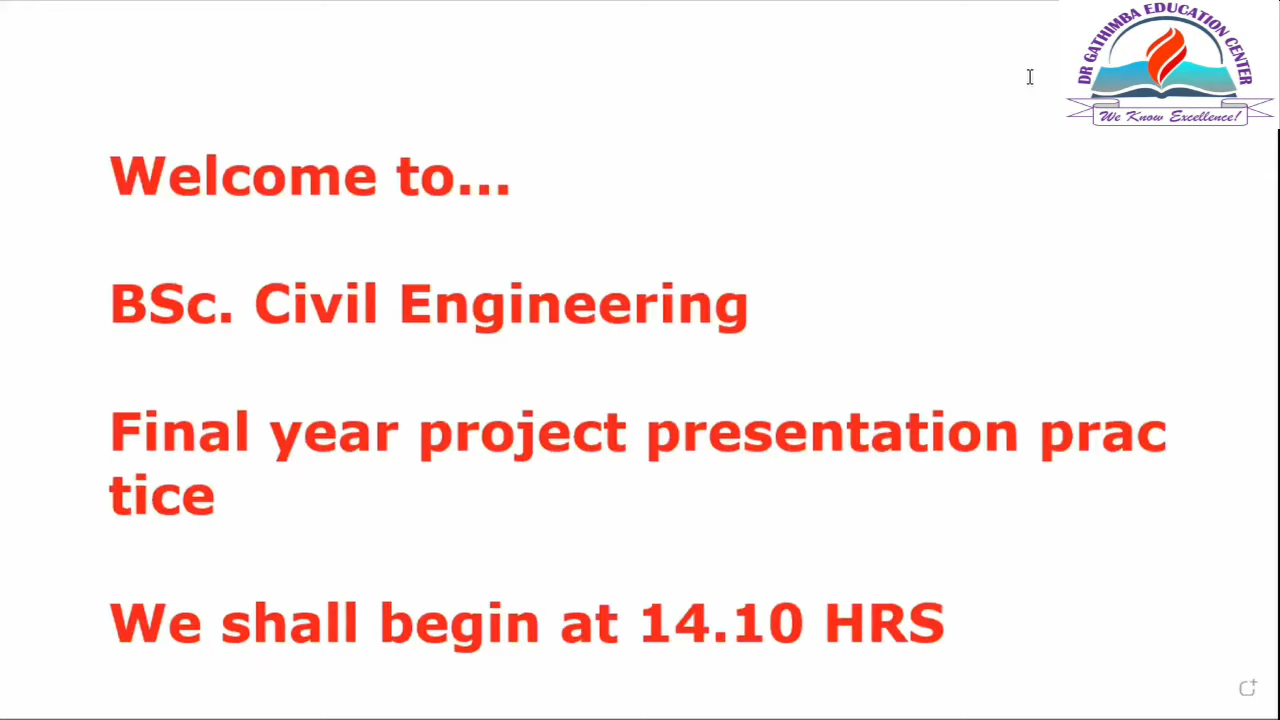 DR GATHIMBA EDUCATION CENTER
We Know Excellence!
Welcome to...
BSc. Civil Engineering
Final year project presentation prac
tice
We shall begin at 14.10 HRS